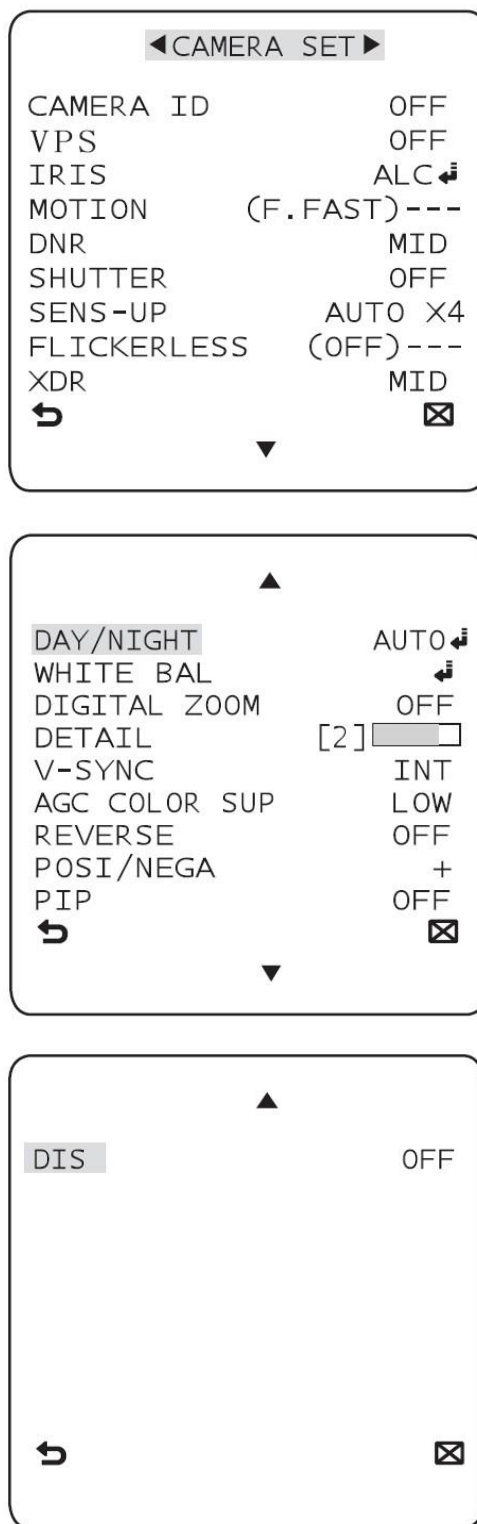 ◀CAMERA SET▶
CAMERA ID OFF
VPS OFF
IRIS ALC↲
MOTION (F.FAST)---
DNR MID
SHUTTER OFF
SENS-UP AUTO X4
FLICKERLESS (OFF)---
XDR MID
DAY/NIGHT AUTO↲
WHITE BAL ↲
DIGITAL ZOOM OFF
DETAIL [2]
V-SYNC INT
AGC COLOR SUP LOW
REVERSE OFF
POSI/NEGA +
PIP OFF
DIS OFF